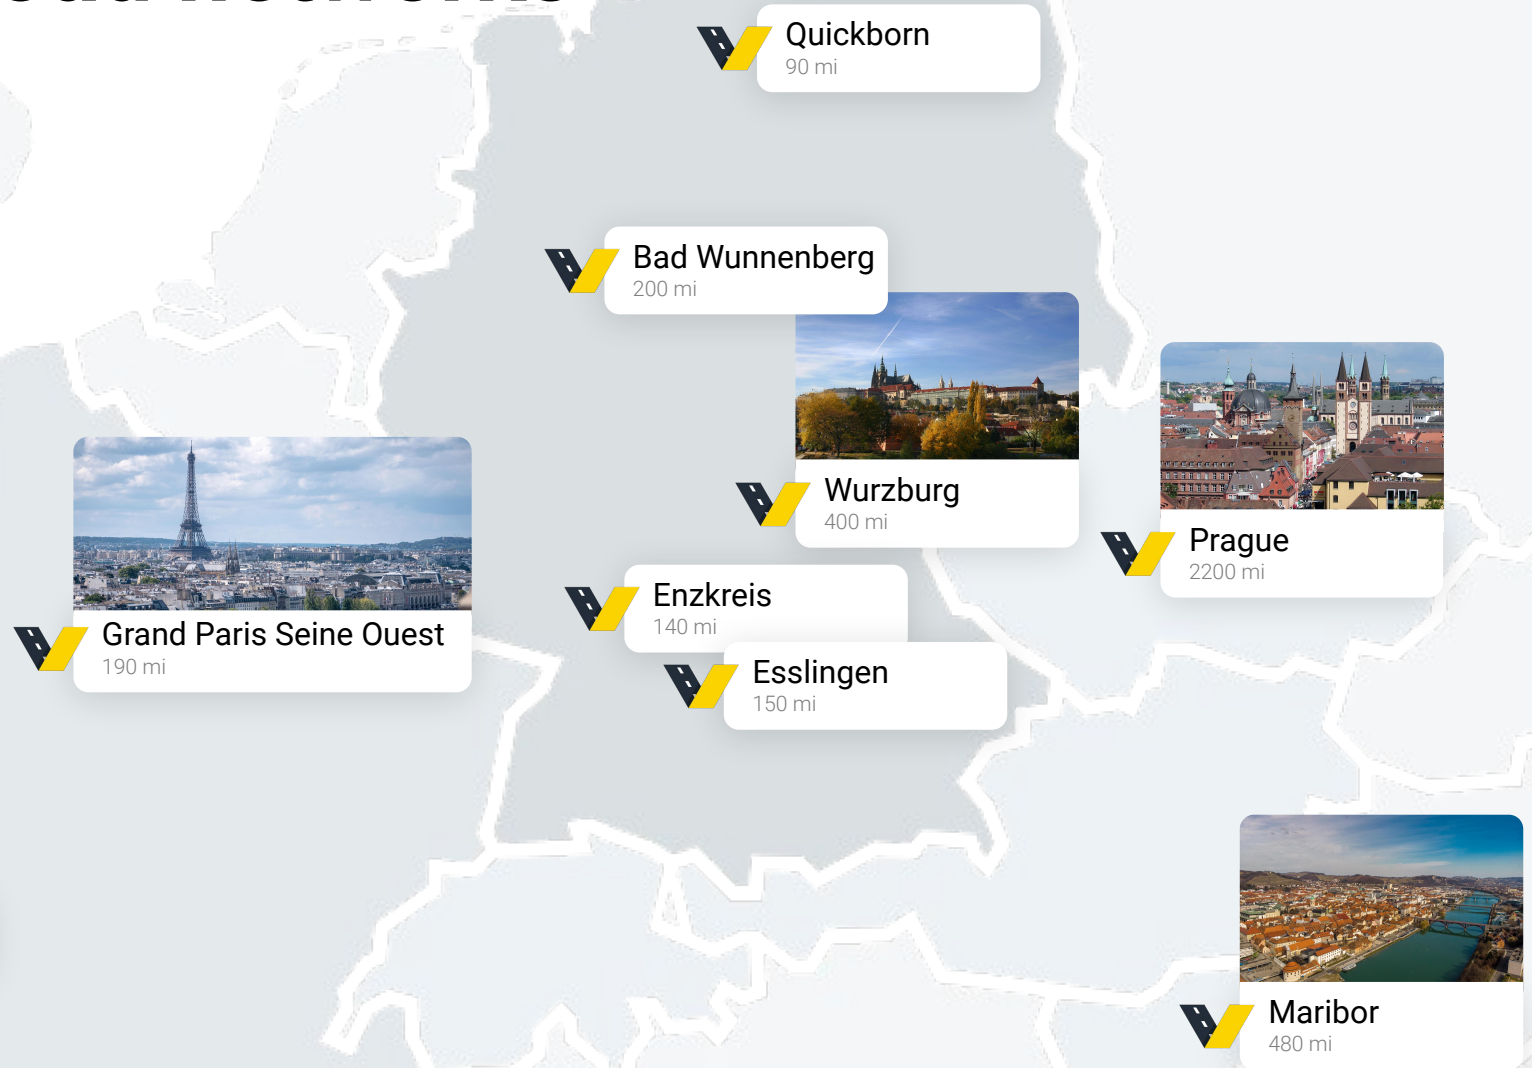 Quickborn
90 mi
Bad Wunnenberg
200 mi
Wurzburg
400 mi
Prague
2200 mi
Enzkreis
140 mi
Grand Paris Seine Ouest
190 mi
Esslingen
150 mi
Maribor
480 mi